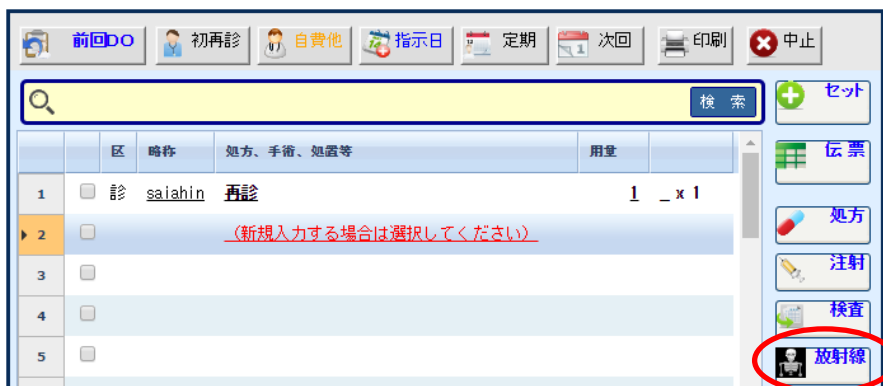 前回DO 初再診 自費他 指示日 定期 次回 印刷 中止
検 索 セット
区 略称 処方、手術、処置等 用量 伝票
1 診 saiahin 再診 1 _ x 1
処方
2 （新規入力する場合は選択してください）
3 注射
4 検査
5 放射線